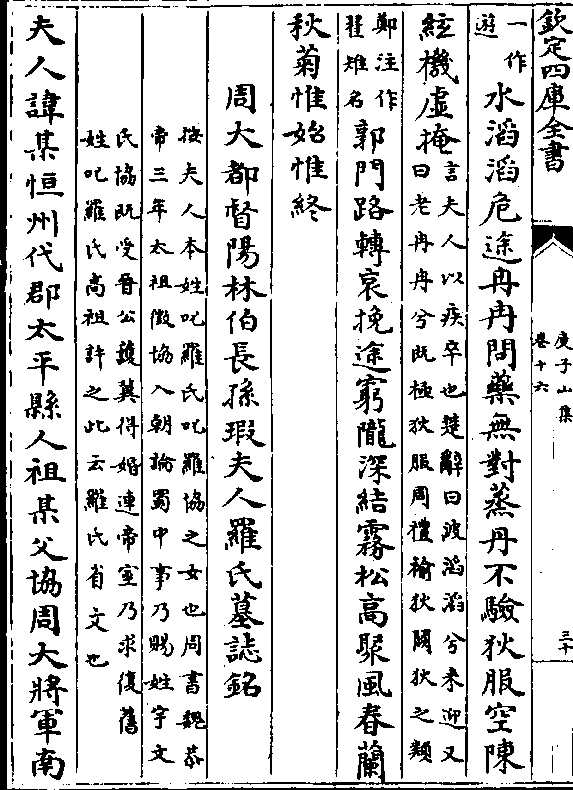 欽定四庫全書
庾子山集
卷十六
三十
一作
遊
水滔滔危途冉冉問藥無對蒸丹不驗狄服空陳
絃機虛掩
言夫人以疾卒也楚辭曰波滔滔兮来迎又
曰老冉冉兮既極狄服周禮褕狄闕狄之類
鄭注作
翟雉名
郭門路轉哀挽途窮隴深結霧松高聚風春蘭
秋菊惟始惟終
周大都督陽林伯長孫瑕夫人羅氏墓誌銘
按夫人本姓叱羅氏叱羅協之女也周書魏恭
帝三年太祖徵協入朝論蜀中事乃賜姓宇文
氏協既受晉公護冀得婚連帝室乃求復舊
姓叱羅氏高祖許之此云羅氏省文也
夫人諱某恒州代郡太平縣人祖某父協周大將軍南